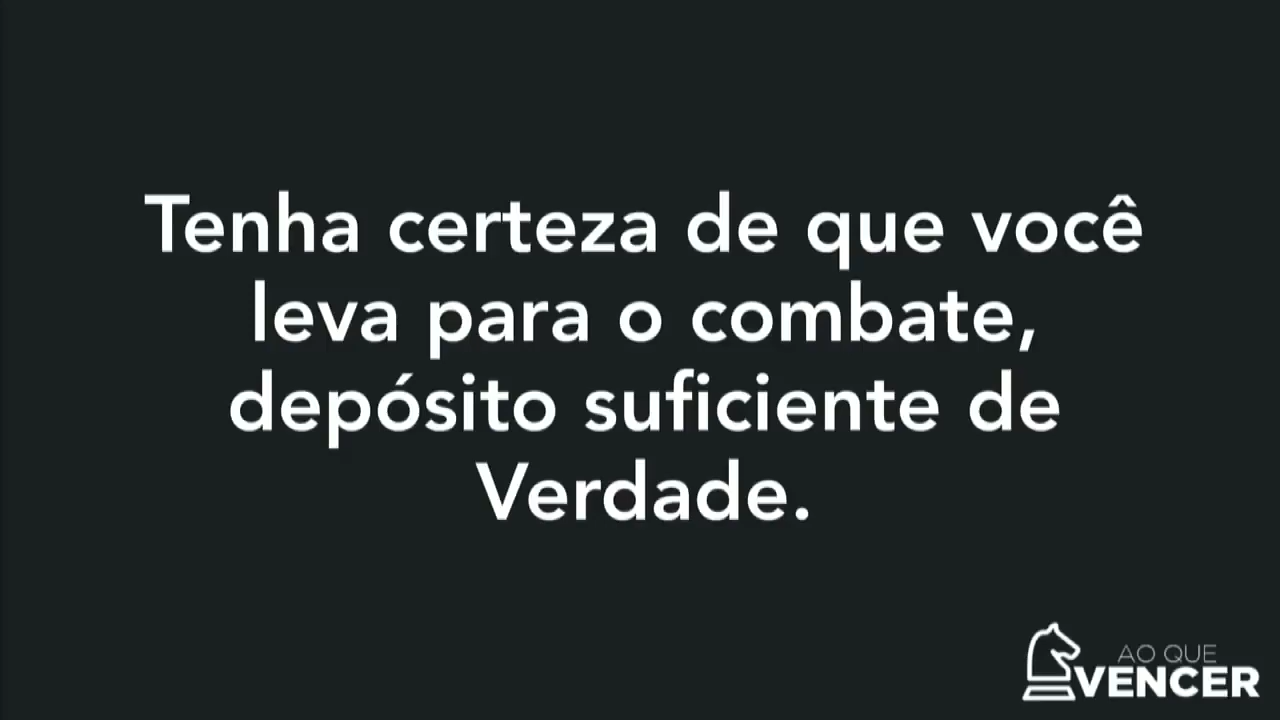 Tenha certeza de que você
leva para o combate,
depósito suficiente de
Verdade.
AO QUE
VENCER